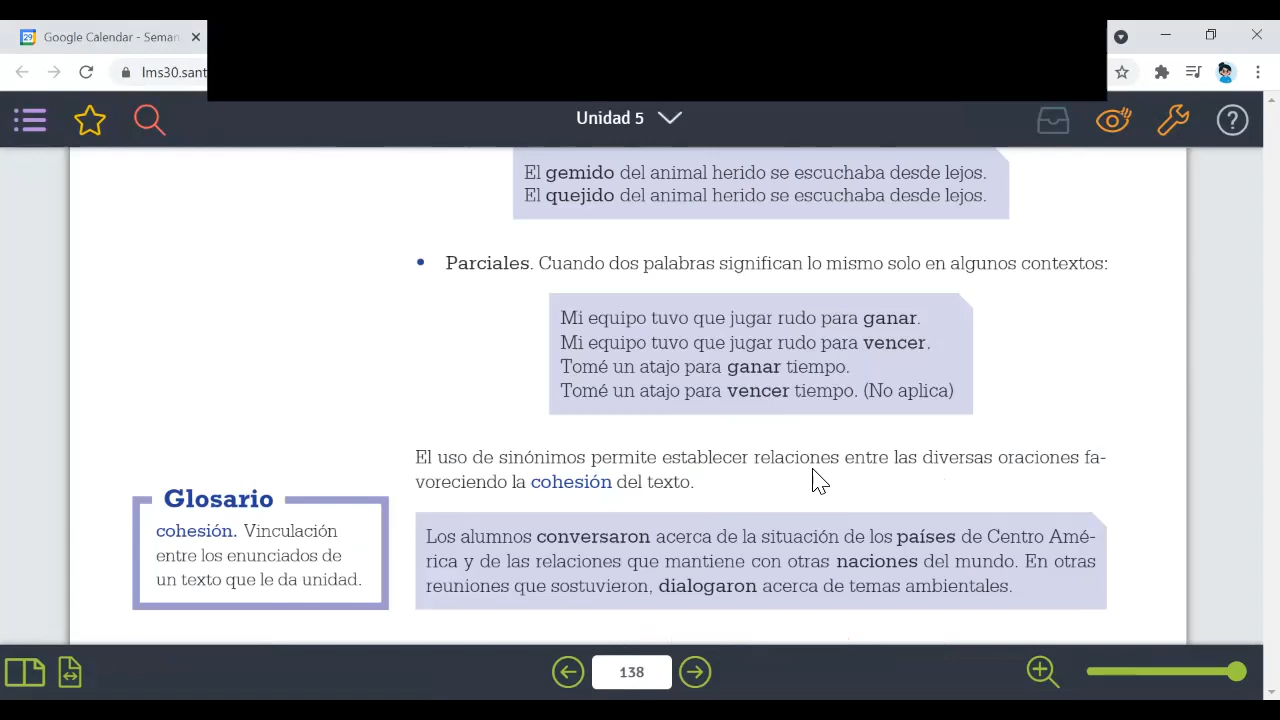 Google Calendar - Seman
lms30.sant
Unidad 5
El gemido del animal herido se escuchaba desde lejos.
El quejido del animal herido se escuchaba desde lejos.
• Parciales. Cuando dos palabras significan lo mismo solo en algunos contextos:
Mi equipo tuvo que jugar rudo para ganar.
Mi equipo tuvo que jugar rudo para vencer.
Tomé un atajo para ganar tiempo.
Tomé un atajo para vencer tiempo. (No aplica)
El uso de sinónimos permite establecer relaciones entre las diversas oraciones fa-
voreciendo la cohesión del texto.
Glosario
cohesión. Vinculación
entre los enunciados de
un texto que le da unidad.
Los alumnos conversaron acerca de la situación de los países de Centro Amé-
rica y de las relaciones que mantiene con otras naciones del mundo. En otras
reuniones que sostuvieron, dialogaron acerca de temas ambientales.
138